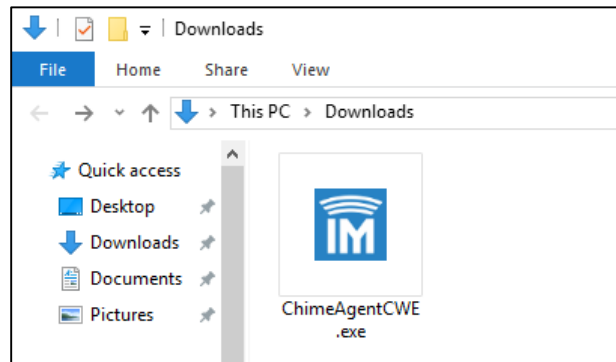 Downloads
File Home Share View
This PC > Downloads
Quick access
Desktop
Downloads
Documents
Pictures
IM
ChimeAgentCWE
.exe